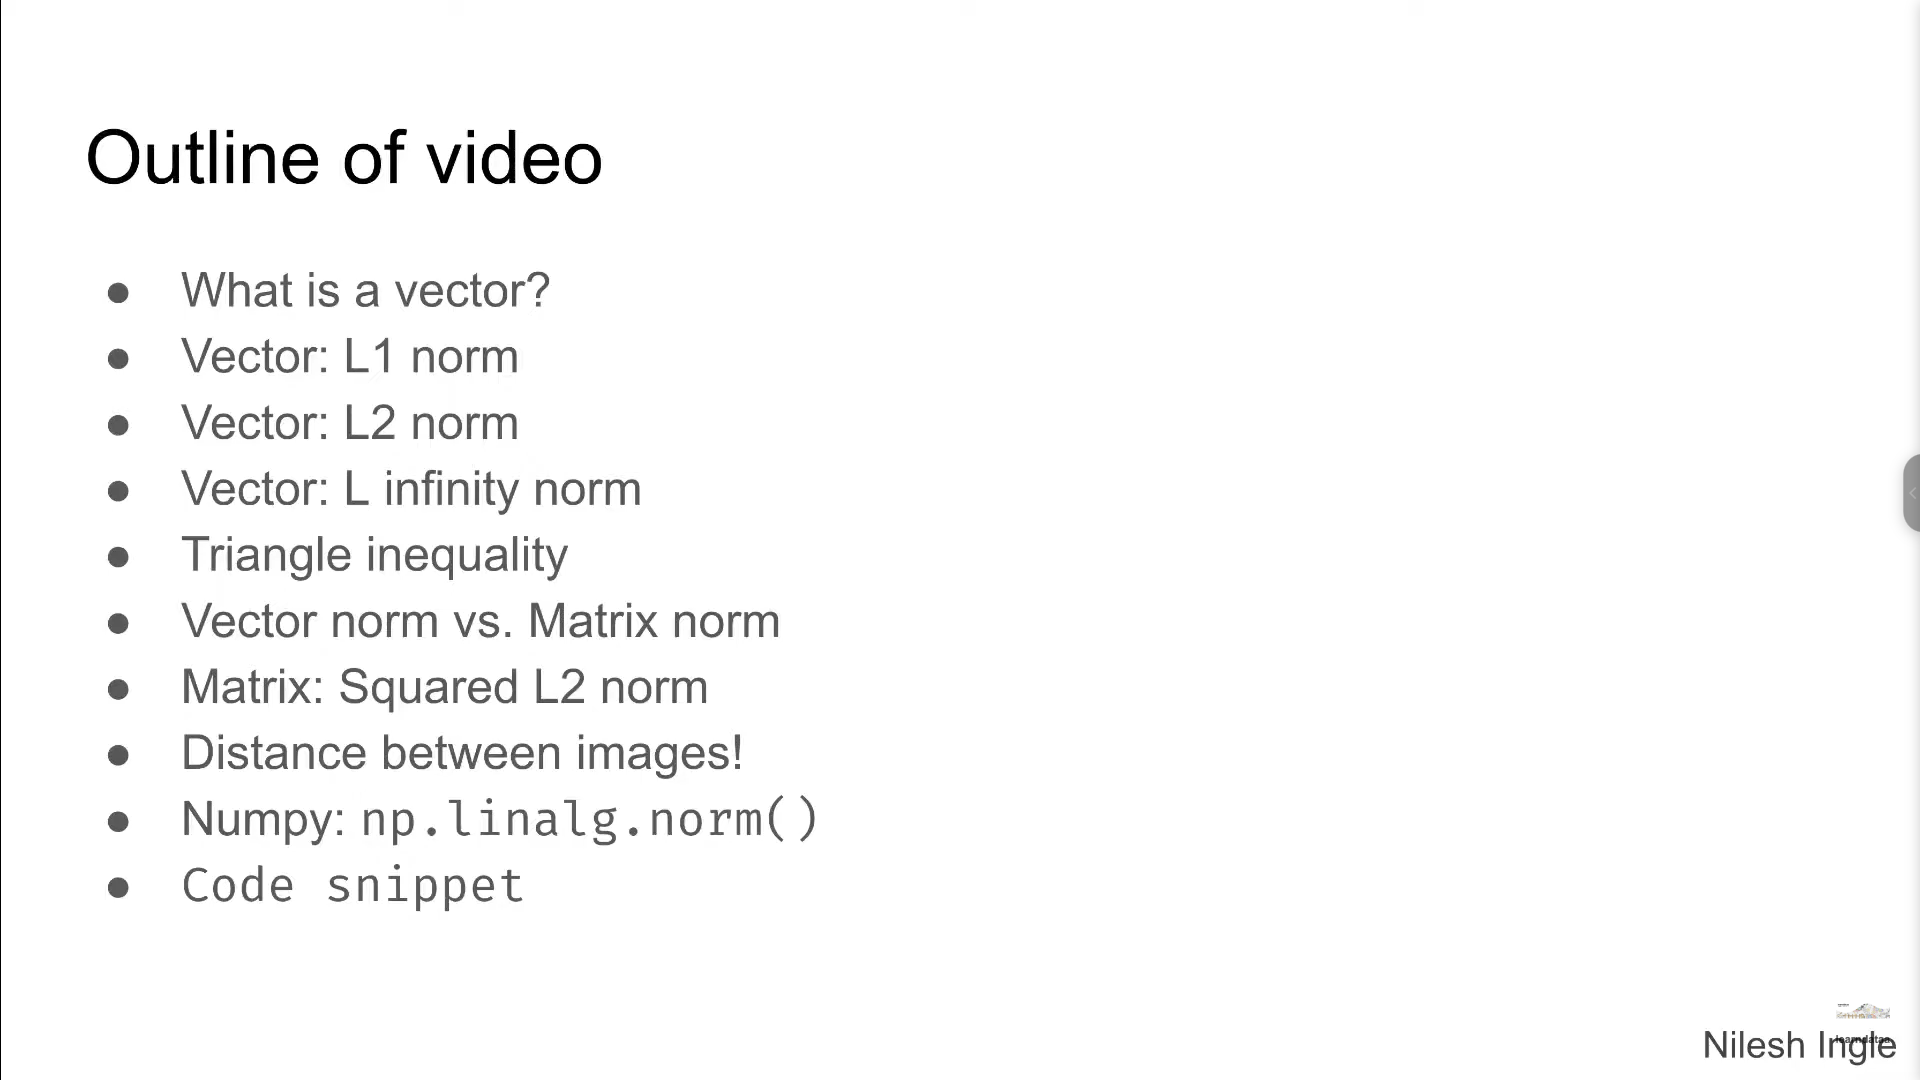 Outline of video
● What is a vector?
● Vector: L1 norm
● Vector: L2 norm
● Vector: L infinity norm
● Triangle inequality
● Vector norm vs. Matrix norm
● Matrix: Squared L2 norm
● Distance between images!
● Numpy: np.linalg.norm()
● Code snippet
Nilesh Ingle